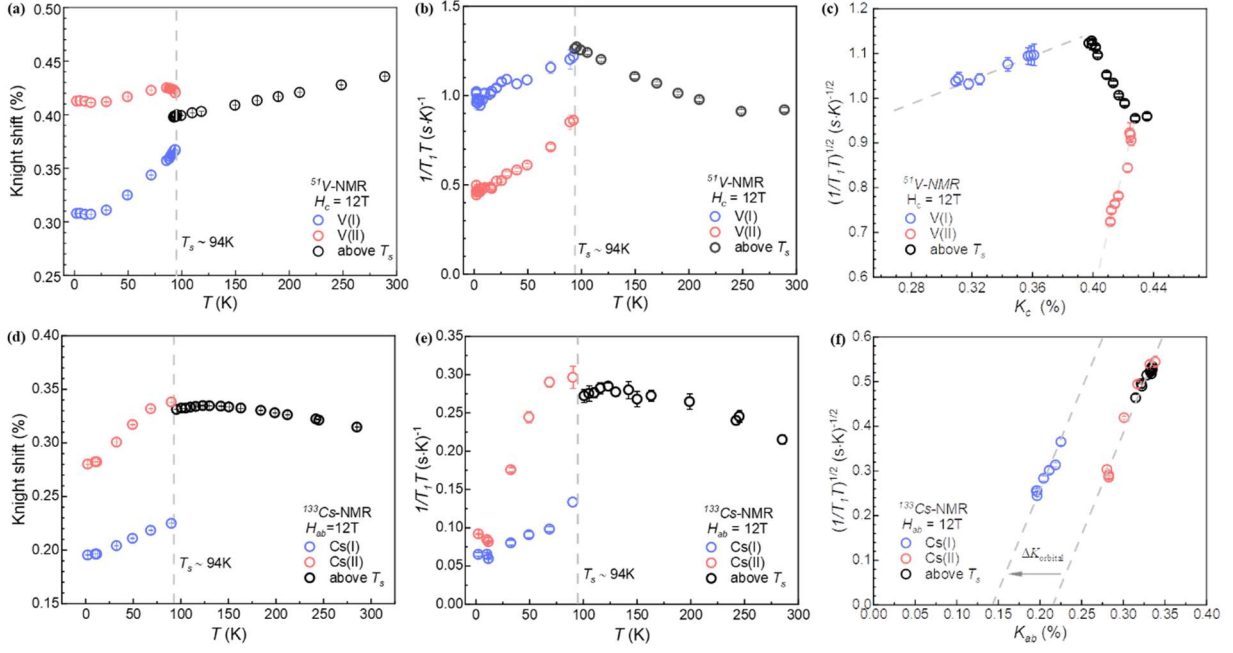 (a)
Knight shift (%)
0.50
0.45
0.40
0.35
0.30
0.25
⁵¹V-NMR
H_c = 12T
V(I)
V(II)
above T_s
T_s ~ 94K
0 50 100 150 200 250 300
T (K)
(b)
1/T₁T (s·K)⁻¹
1.5
1.0
0.5
0.0
⁵¹V-NMR
H_c = 12T
V(I)
V(II)
above T_s
T_s ~ 94K
0 50 100 150 200 250 300
T (K)
(c)
(1/T₁T)^1/2 (s·K)^-1/2
1.2
1.1
1.0
0.9
0.8
0.7
0.6
⁵¹V-NMR
H_c = 12T
V(I)
V(II)
above T_s
0.28 0.32 0.36 0.40 0.44
K_c (%)
(d)
Knight shift (%)
0.40
0.35
0.30
0.25
0.20
0.15
¹³³Cs-NMR
H_ab=12T
Cs(I)
Cs(II)
above T_s
T_s ~ 94K
0 50 100 150 200 250 300
T (K)
(e)
1/T₁T (s·K)⁻¹
0.35
0.30
0.25
0.20
0.15
0.10
0.05
0.00
¹³³Cs-NMR
H_ab = 12T
Cs(I)
Cs(II)
above T_s
T_s ~ 94K
0 50 100 150 200 250 300
T (K)
(f)
(1/T₁T)^1/2 (s·K)^-1/2
0.6
0.5
0.4
0.3
0.2
0.1
0.0
¹³³Cs-NMR
H_ab = 12T
Cs(I)
Cs(II)
above T_s
ΔK_orbital
0.10 0.15 0.20 0.25 0.30 0.35 0.40
K_ab (%)